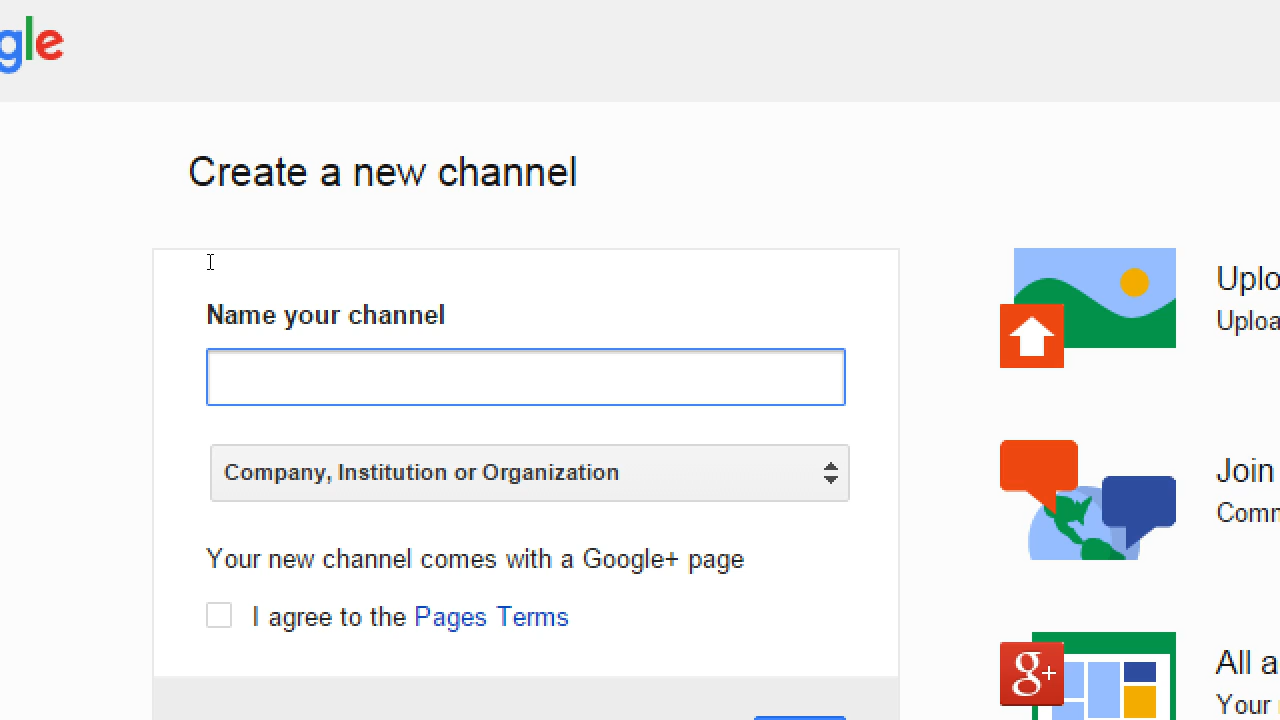 gle
Create a new channel
Name your channel
Company, Institution or Organization
Your new channel comes with a Google+ page
I agree to the Pages Terms
Uplo
Uploa
Join
Comm
g+
All a
Your